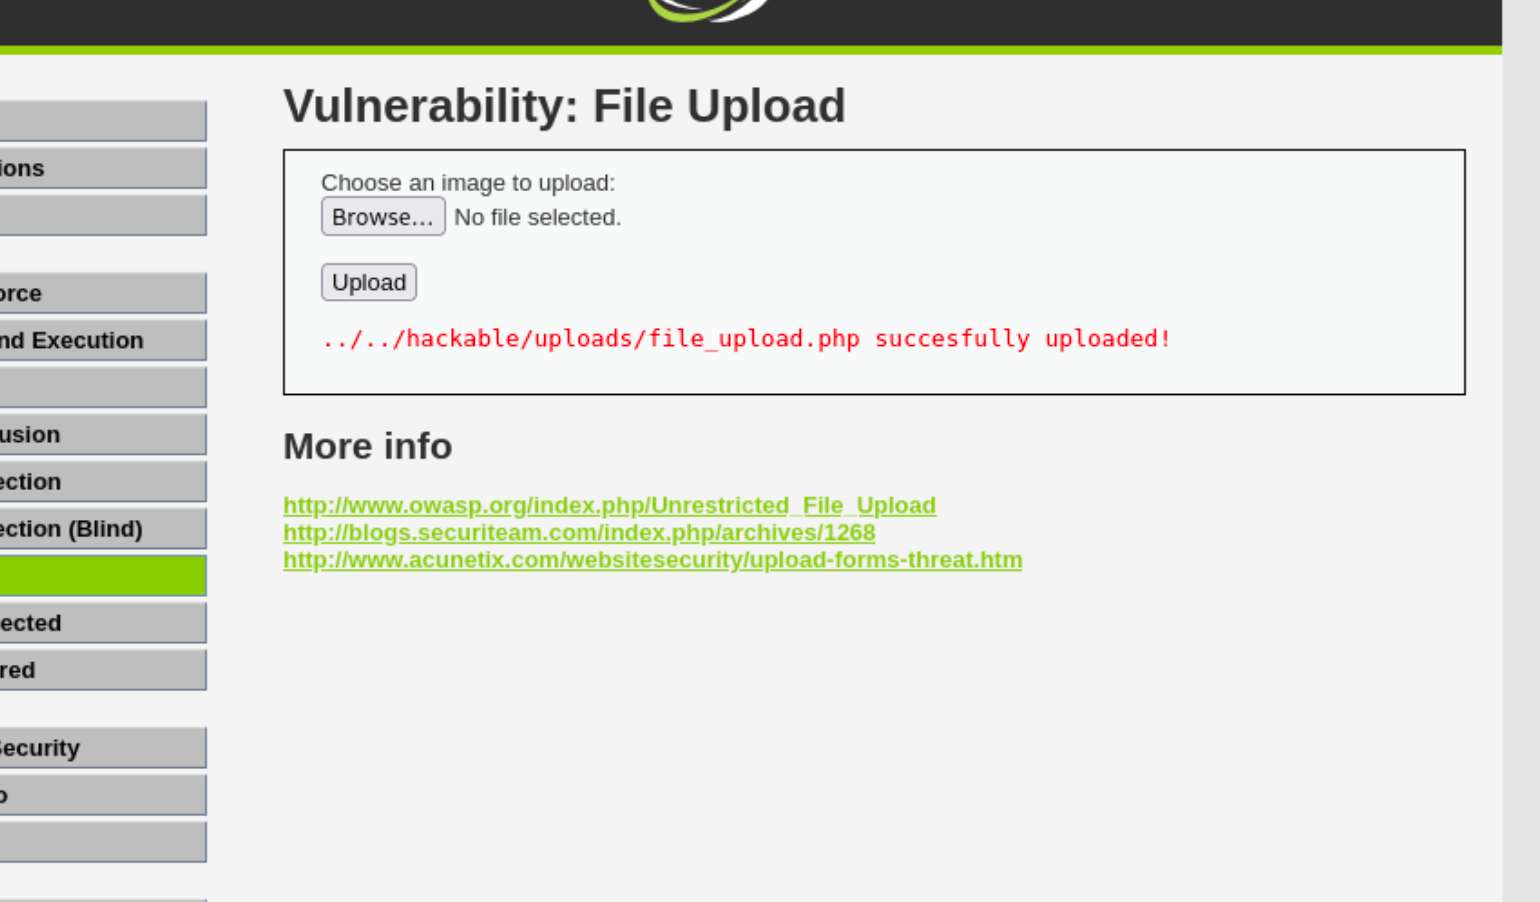 Vulnerability: File Upload
Choose an image to upload:
Browse... No file selected.
Upload
../../hackable/uploads/file_upload.php succesfully uploaded!
More info
http://www.owasp.org/index.php/Unrestricted_File_Upload
http://blogs.securiteam.com/index.php/archives/1268
http://www.acunetix.com/websitesecurity/upload-forms-threat.htm
ions
orce
nd Execution
usion
ection
ection (Blind)
ected
red
Security
o